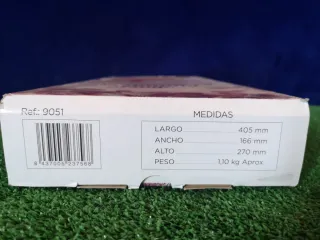 Ref.: 9051
MEDIDAS
LARGO 405 mm
ANCHO 166 mm
ALTO 270 mm
PESO 1,10 kg Aprox.